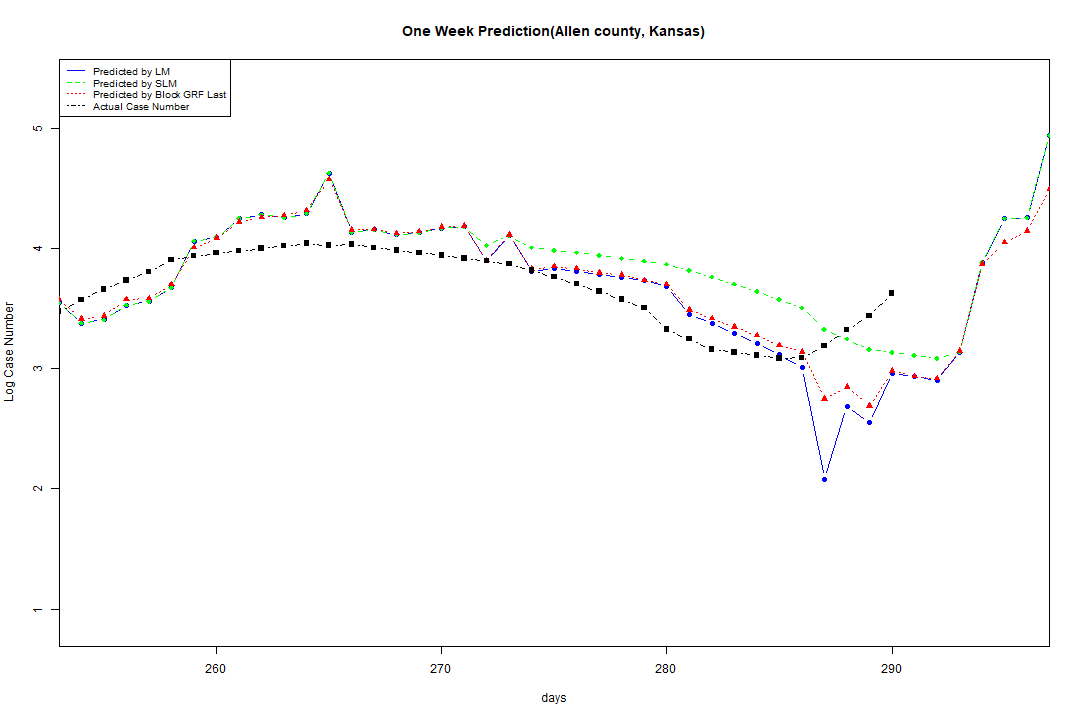 One Week Prediction(Allen county, Kansas)
Predicted by LM
Predicted by SLM
Predicted by Block GRF Last
Actual Case Number
5
4
3
2
1
Log Case Number
260 270 280 290
days